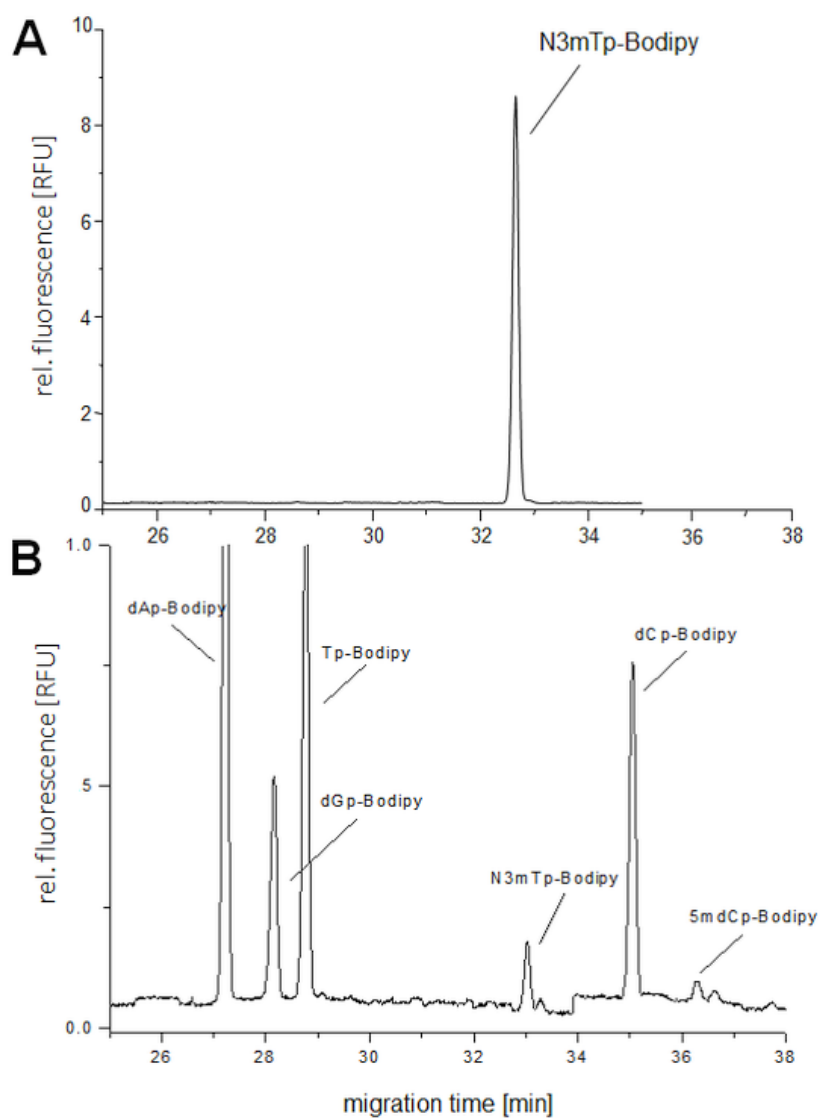 A
10
8
6
4
2
0
rel. fluorescence [RFU]
N3mTp-Bodipy
26 28 30 32 34 36 38
B
1.0
5
0.0
rel. fluorescence [RFU]
dAp-Bodipy
Tp-Bodipy
dGp-Bodipy
N3mTp-Bodipy
dCp-Bodipy
5mdCp-Bodipy
26 28 30 32 34 36 38
migration time [min]